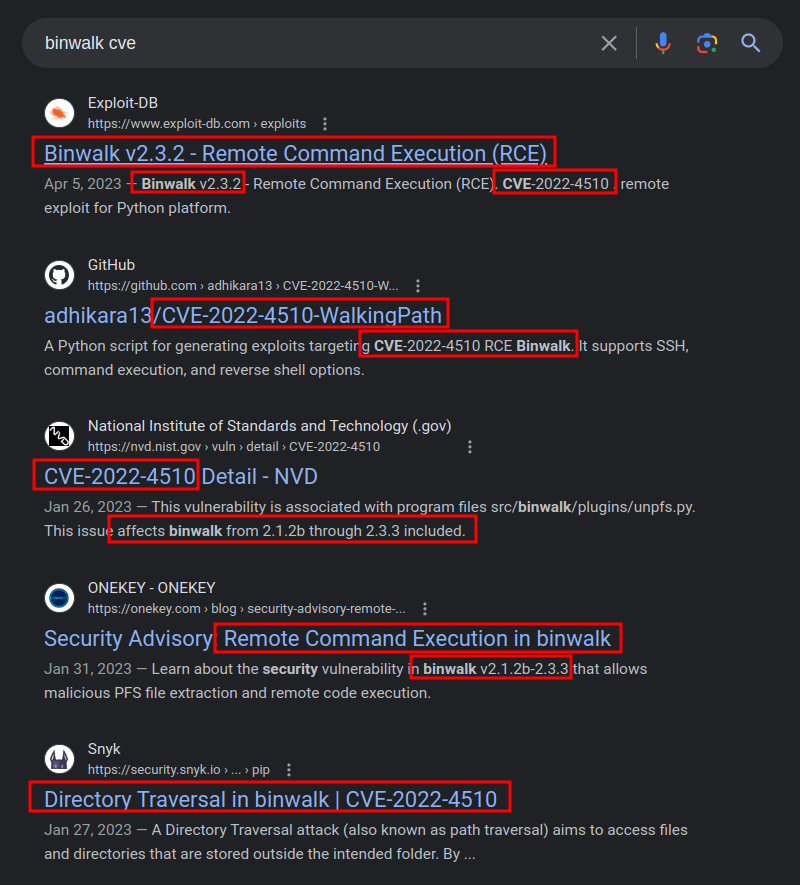 binwalk cve
Exploit-DB
https://www.exploit-db.com › exploits
Binwalk v2.3.2 - Remote Command Execution (RCE)
Apr 5, 2023 — Binwalk v2.3.2 - Remote Command Execution (RCE). CVE-2022-4510 . remote
exploit for Python platform.
GitHub
https://github.com › adhikara13 › CVE-2022-4510-W...
adhikara13/CVE-2022-4510-WalkingPath
A Python script for generating exploits targeting CVE-2022-4510 RCE Binwalk. It supports SSH,
command execution, and reverse shell options.
National Institute of Standards and Technology (.gov)
https://nvd.nist.gov › vuln › detail › CVE-2022-4510
CVE-2022-4510 Detail - NVD
Jan 26, 2023 — This vulnerability is associated with program files src/binwalk/plugins/unpfs.py.
This issue affects binwalk from 2.1.2b through 2.3.3 included.
ONEKEY - ONEKEY
https://onekey.com › blog › security-advisory-remote-...
Security Advisory: Remote Command Execution in binwalk
Jan 31, 2023 — Learn about the security vulnerability in binwalk v2.1.2b-2.3.3 that allows
malicious PFS file extraction and remote code execution.
Snyk
https://security.snyk.io › ... › pip
Directory Traversal in binwalk | CVE-2022-4510
Jan 27, 2023 — A Directory Traversal attack (also known as path traversal) aims to access files
and directories that are stored outside the intended folder. By ...